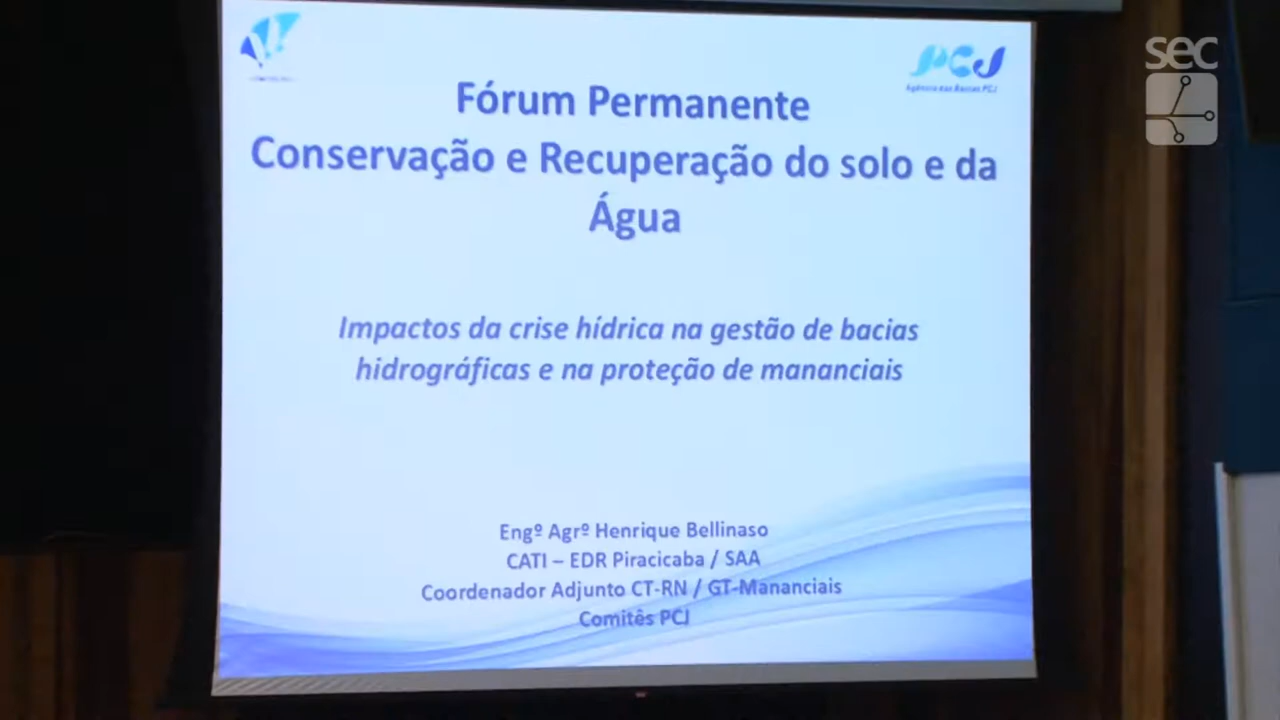 sec
PCJ
Agência das Bacias PCJ
Fórum Permanente
Conservação e Recuperação do solo e da
Água
Impactos da crise hídrica na gestão de bacias
hidrográficas e na proteção de mananciais
Engº Agrº Henrique Bellinaso
CATI – EDR Piracicaba / SAA
Coordenador Adjunto CT-RN / GT-Mananciais
Comitês PCJ